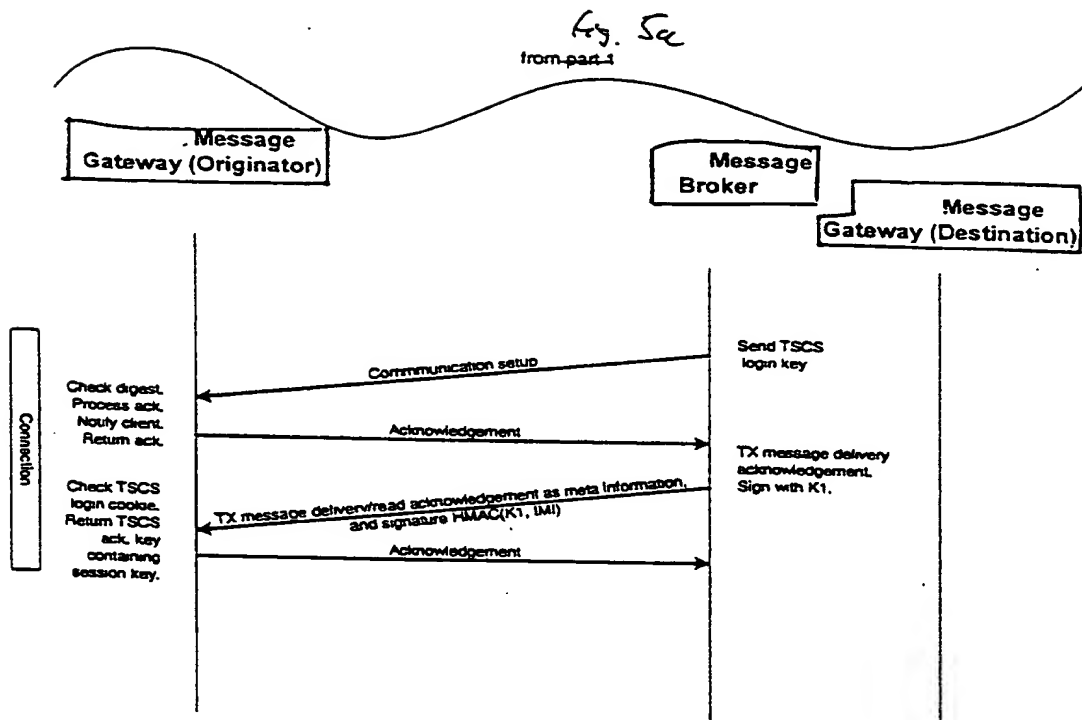 Fig. 5a
from part 1
Message
Gateway (Originator)
Message
Broker
Message
Gateway (Destination)
Connection
Send TSCS
login key
Commmunication setup
Check digest.
Process ack.
Notify client.
Return ack.
Acknowledgement
TX message delivery
acknowledgement.
Sign with K1.
Check TSCS
login cookie.
Return TSCS
ack. key
containing
session key.
TX message delivery/read acknowledgement as meta information,
and signature HMAC(K1, IMI)
Acknowledgement